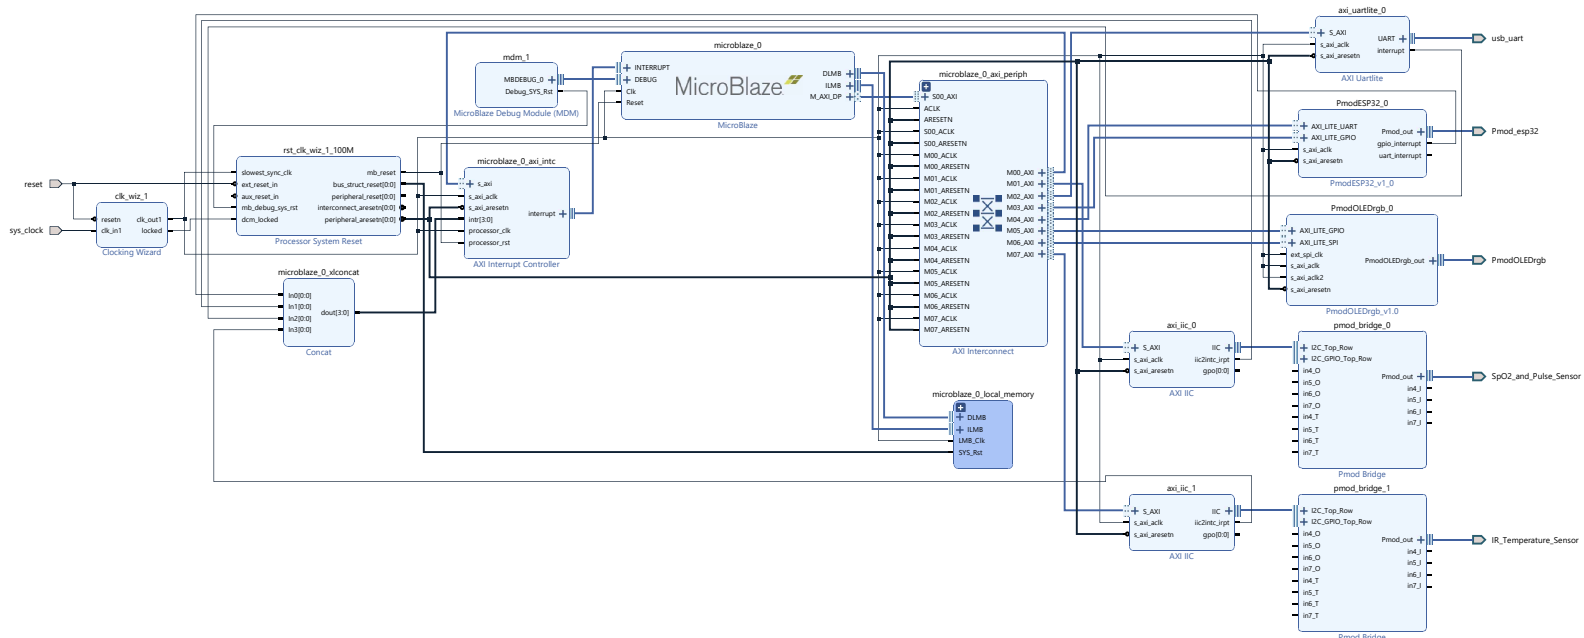 reset
sys_clock
clk_wiz_1
resetn
clk_in1
clk_out1
locked
Clocking Wizard
rst_clk_wiz_1_100M
slowest_sync_clk
ext_reset_in
aux_reset_in
mb_debug_sys_rst
dcm_locked
mb_reset
bus_struct_reset[0:0]
peripheral_reset[0:0]
interconnect_aresetn[0:0]
peripheral_aresetn[0:0]
Processor System Reset
microblaze_0_xlconcat
In0[0:0]
In1[0:0]
In2[0:0]
In3[0:0]
dout[3:0]
Concat
mdm_1
MBDEBUG_0
Debug_SYS_Rst
MicroBlaze Debug Module (MDM)
microblaze_0_axi_intc
s_axi
s_axi_aclk
s_axi_aresetn
intr[3:0]
processor_clk
processor_rst
interrupt
AXI Interrupt Controller
microblaze_0
INTERRUPT
DEBUG
Clk
Reset
MicroBlaze
DLMB
ILMB
M_AXI_DP
MicroBlaze
microblaze_0_axi_periph
S00_AXI
ACLK
ARESETN
S00_ACLK
S00_ARESETN
M00_ACLK
M00_ARESETN
M01_ACLK
M01_ARESETN
M02_ACLK
M02_ARESETN
M03_ACLK
M03_ARESETN
M04_ACLK
M04_ARESETN
M05_ACLK
M05_ARESETN
M06_ACLK
M06_ARESETN
M07_ACLK
M07_ARESETN
M00_AXI
M01_AXI
M02_AXI
M03_AXI
M04_AXI
M05_AXI
M06_AXI
M07_AXI
AXI Interconnect
microblaze_0_local_memory
DLMB
ILMB
LMB_Clk
SYS_Rst
axi_uartlite_0
S_AXI
s_axi_aclk
s_axi_aresetn
UART
interrupt
AXI Uartlite
usb_uart
PmodESP32_0
AXI_LITE_UART
AXI_LITE_GPIO
s_axi_aclk
s_axi_aresetn
Pmod_out
gpio_interrupt
uart_interrupt
PmodESP32_v1_0
Pmod_esp32
PmodOLEDrgb_0
AXI_LITE_GPIO
AXI_LITE_SPI
ext_spi_clk
s_axi_aclk
s_axi_aclk2
s_axi_aresetn
PmodOLEDrgb_out
PmodOLEDrgb_v1.0
PmodOLEDrgb
axi_iic_0
S_AXI
s_axi_aclk
s_axi_aresetn
IIC
iic2intc_irpt
gpo[0:0]
AXI IIC
pmod_bridge_0
I2C_Top_Row
I2C_GPIO_Top_Row
in4_O
in5_O
in6_O
in7_O
in4_T
in5_T
in6_T
in7_T
Pmod_out
in4_I
in5_I
in6_I
in7_I
Pmod Bridge
SpO2_and_Pulse_Sensor
axi_iic_1
S_AXI
s_axi_aclk
s_axi_aresetn
IIC
iic2intc_irpt
gpo[0:0]
AXI IIC
pmod_bridge_1
I2C_Top_Row
I2C_GPIO_Top_Row
in4_O
in5_O
in6_O
in7_O
in4_T
in5_T
in6_T
in7_T
Pmod_out
in4_I
in5_I
in6_I
in7_I
Pmod Bridge
IR_Temperature_Sensor